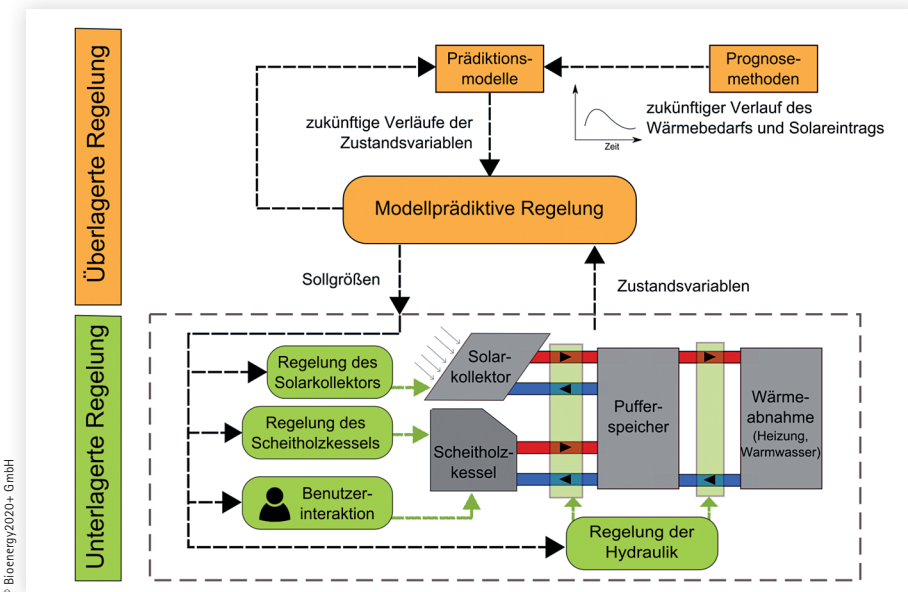 Überlagerte Regelung
Prädiktions-
modelle
Prognose-
methoden
zukünftige Verläufe der
Zustandsvariablen
Zeit
zukünftiger Verlauf des
Wärmebedarfs und Solareintrags
Modellprädiktive Regelung
Sollgrößen
Zustandsvariablen
Unterlagerte Regelung
Regelung des
Solarkollektors
Solar-
kollektor
Regelung des
Scheitholzkessels
Scheitholz-
kessel
Puffer-
speicher
Wärme-
abnahme
(Heizung,
Warmwasser)
Benutzer-
interaktion
Regelung der
Hydraulik
© Bioenergy2020+ GmbH